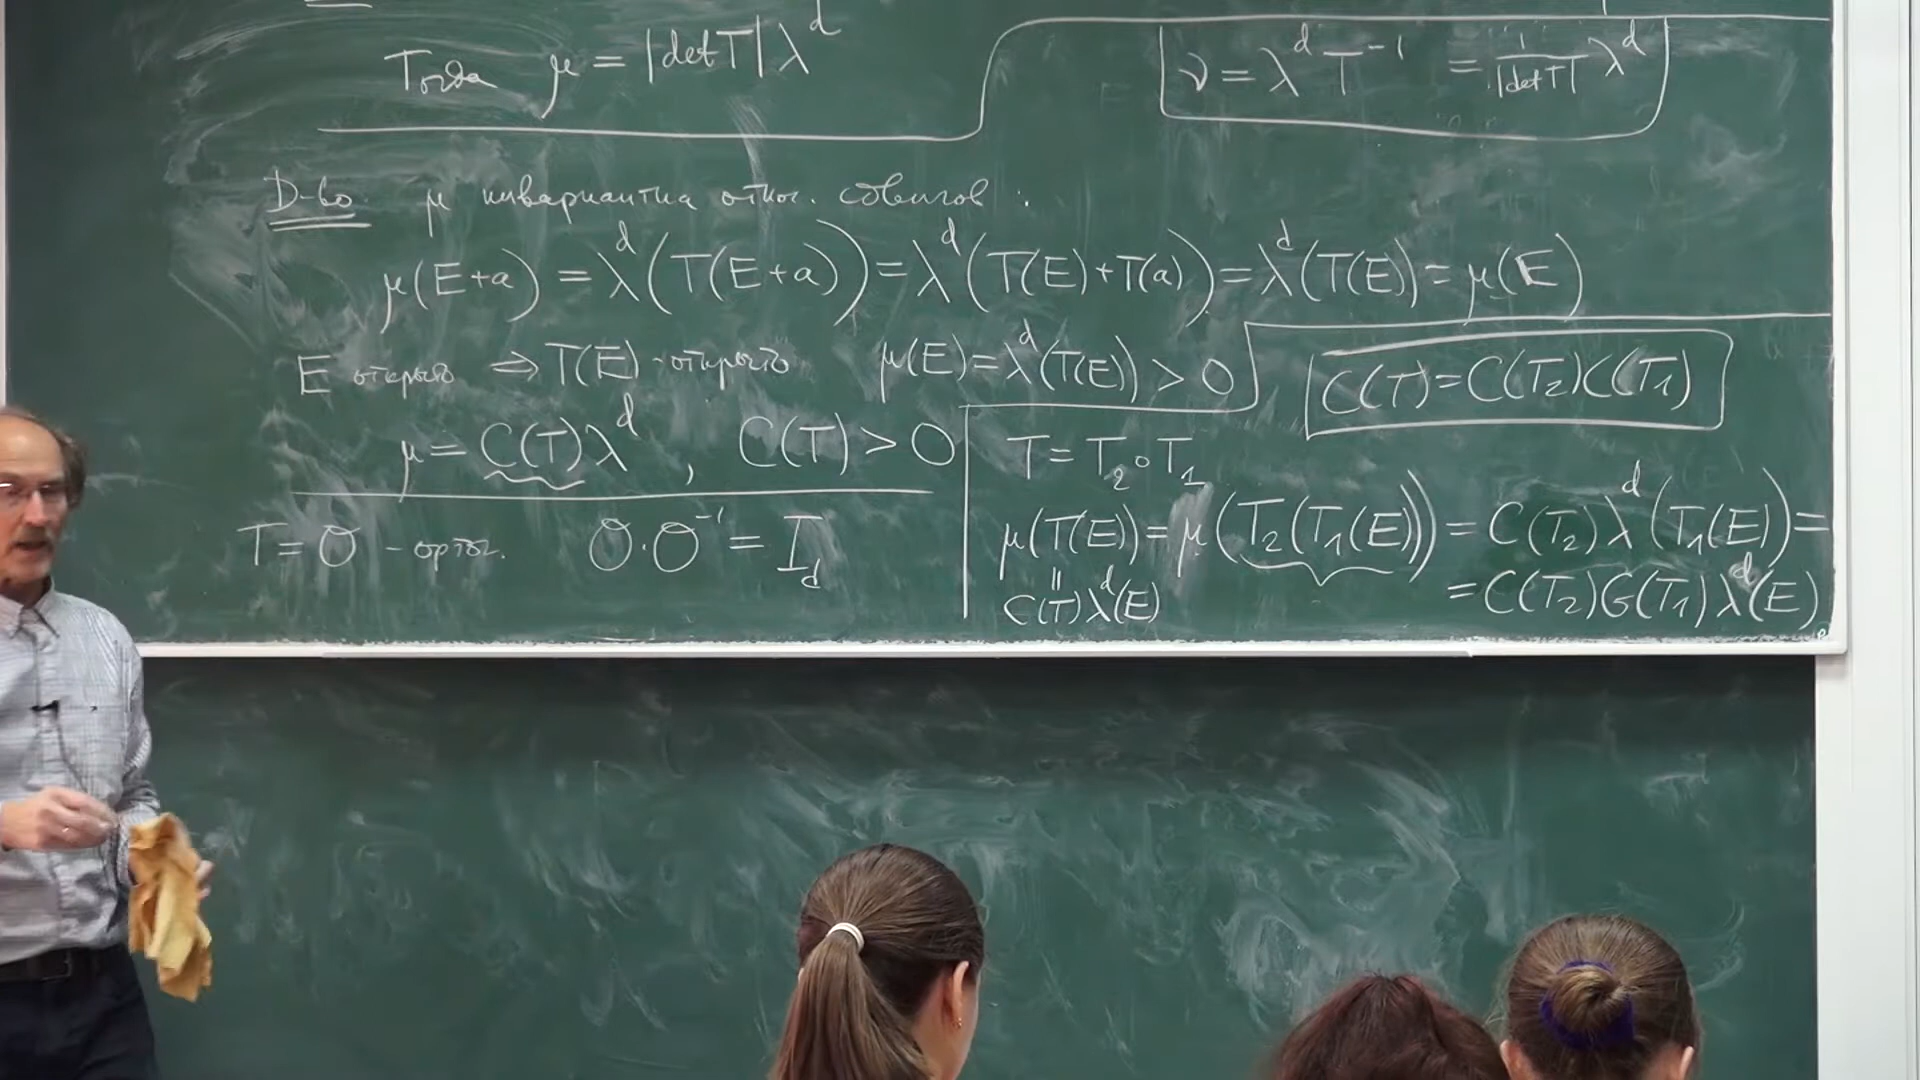 Тогда μ = |det T| λ^d
ν = λ^d T^{-1} = 1/|det T| λ^d
Д-во μ инвариантна относ. сдвигов :
μ(E+a) = λ^d(T(E+a)) = λ^d(T(E)+T(a)) = λ^d(T(E)) = μ(E)
E открыто ⇒ T(E) - открыто μ(E) = λ^d(T(E)) > 0
C(T) = C(T₂)C(T₁)
μ = C(T)λ^d , C(T) > 0
T = O - ортог. O·O^{-1} = I_d
T = T₂∘T₁
μ(T(E)) = μ(T₂(T₁(E))) = C(T₂)λ^d(T₁(E)) =
‖
C(T)λ^d(E)
= C(T₂)C(T₁)λ^d(E)